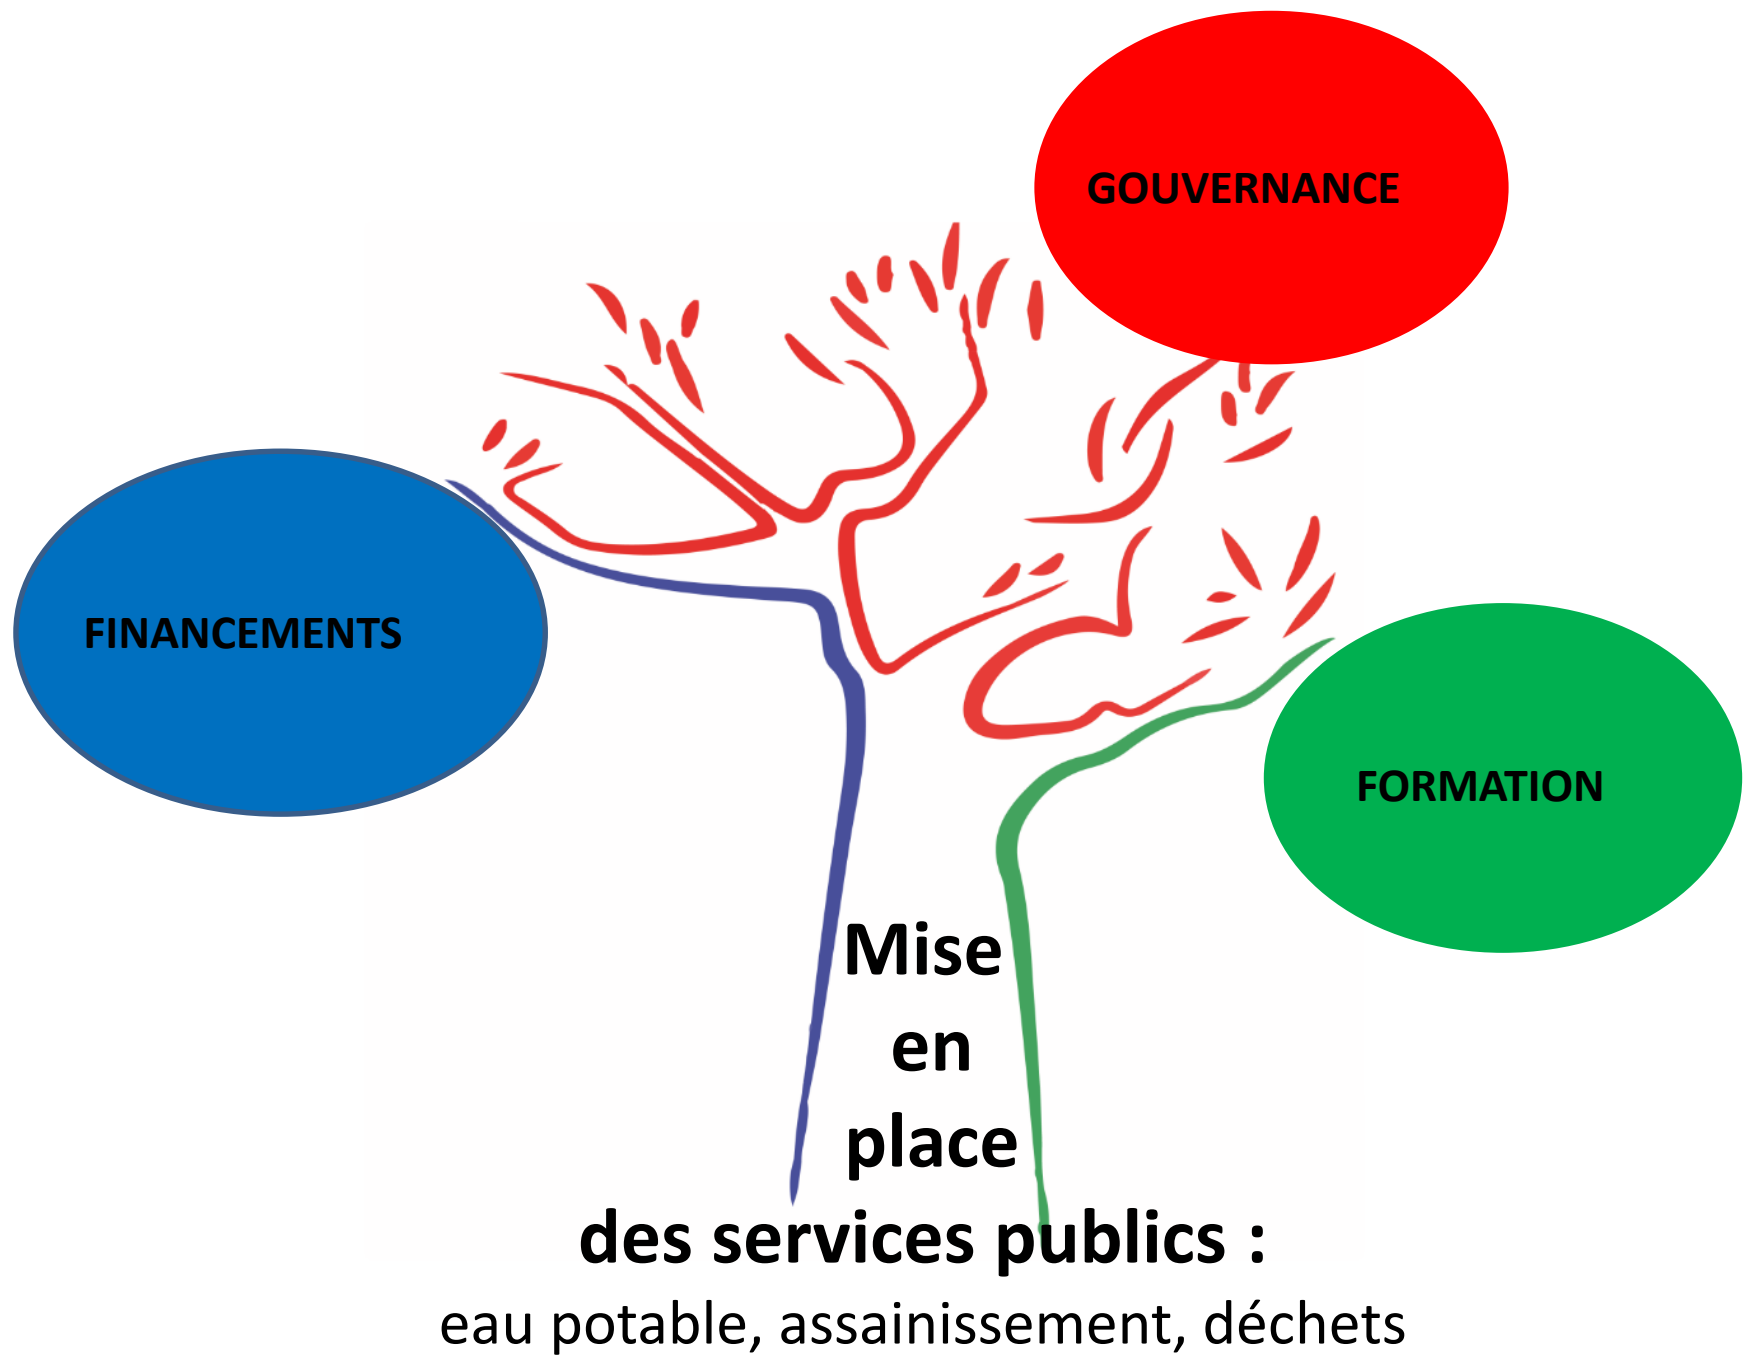 GOUVERNANCE
FINANCEMENTS
FORMATION
Mise
en
place
des services publics :
eau potable, assainissement, déchets